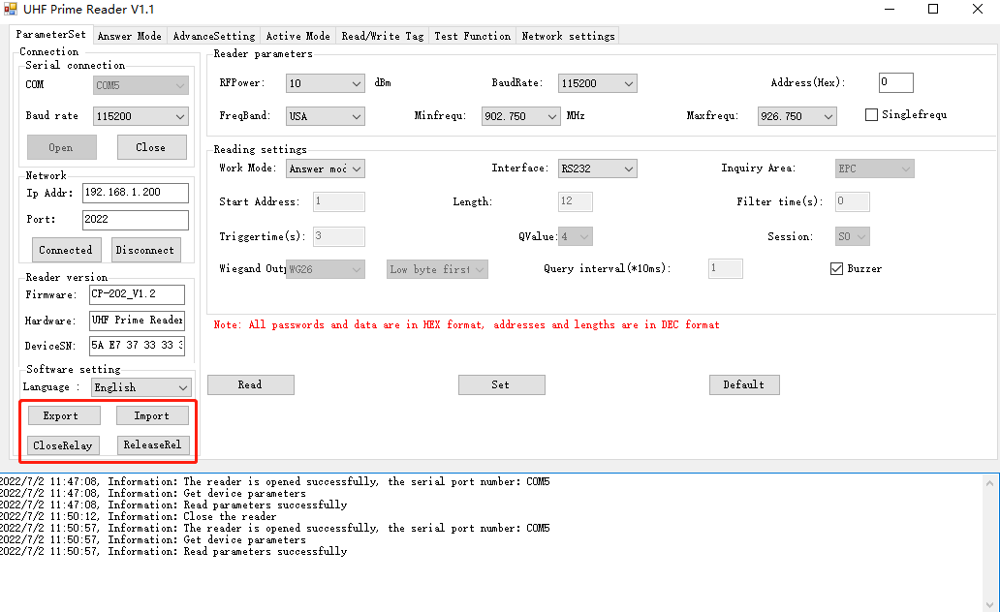 UHF Prime Reader V1.1
ParameterSet Answer Mode AdvanceSetting Active Mode Read/Write Tag Test Function Network settings
Connection
Serial connection
COM COM5
Baud rate 115200
Open Close
Network
Ip Addr: 192.168.1.200
Port: 2022
Connected Disconnect
Reader version
Firmware: CP-202_V1.2
Hardware: UHF Prime Reader
DeviceSN: 5A E7 37 33 33
Software setting
Language : English
Export Import
CloseRelay ReleaseRel
Reader parameters
RFPower: 10 dBm BaudRate: 115200 Address(Hex): 0
FreqBand: USA Minfrequ: 902.750 MHz Maxfrequ: 926.750 Singlefrequ
Reading settings
Work Mode: Answer mod Interface: RS232 Inquiry Area: EPC
Start Address: 1 Length: 12 Filter time(s): 0
Triggertime(s): 3 QValue: 4 Session: S0
Wiegand Outp WG26 Low byte first Query interval(*10ms): 1 Buzzer
Note: All passwords and data are in HEX format, addresses and lengths are in DEC format
Read Set Default
2022/7/2 11:47:08, Information: The reader is opened successfully, the serial port number: COM5
2022/7/2 11:47:08, Information: Get device parameters
2022/7/2 11:47:08, Information: Read parameters successfully
2022/7/2 11:50:12, Information: Close the reader
2022/7/2 11:50:57, Information: The reader is opened successfully, the serial port number: COM5
2022/7/2 11:50:57, Information: Get device parameters
2022/7/2 11:50:57, Information: Read parameters successfully